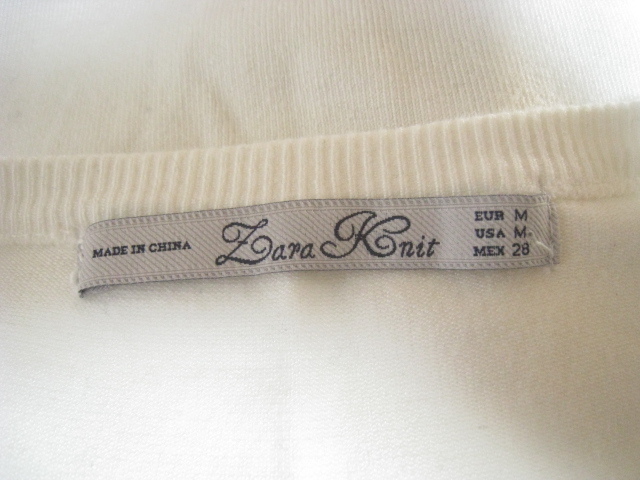 MADE IN CHINA
Zara Knit
EUR M
USA M
MEX 28